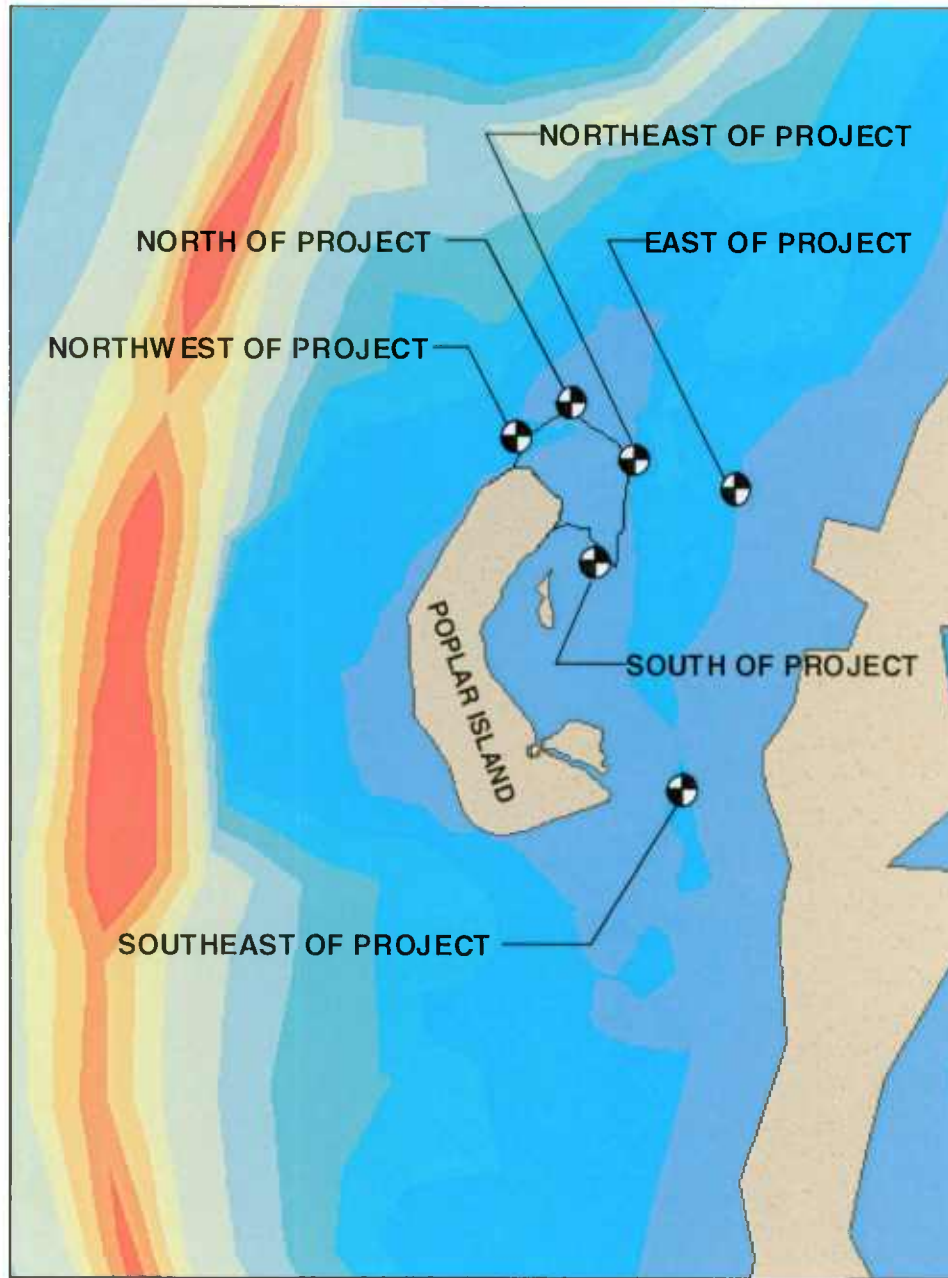 NORTHEAST OF PROJECT
NORTH OF PROJECT
EAST OF PROJECT
NORTHWEST OF PROJECT
POPLAR ISLAND
SOUTH OF PROJECT
SOUTHEAST OF PROJECT